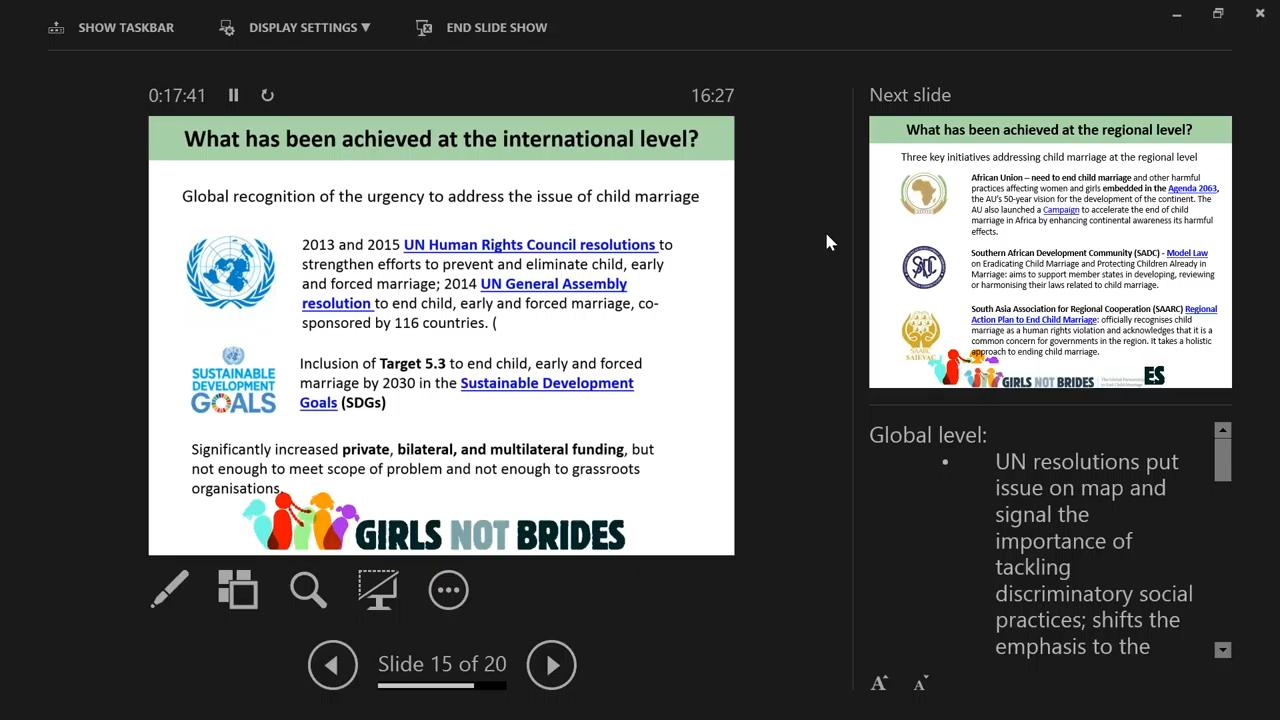 SHOW TASKBAR
DISPLAY SETTINGS ▼
END SLIDE SHOW
0:17:41
16:27
What has been achieved at the international level?
Global recognition of the urgency to address the issue of child marriage
2013 and 2015 UN Human Rights Council resolutions to
strengthen efforts to prevent and eliminate child, early
and forced marriage; 2014 UN General Assembly
resolution to end child, early and forced marriage, co-
sponsored by 116 countries. (
SUSTAINABLE
DEVELOPMENT
GOALS
Inclusion of Target 5.3 to end child, early and forced
marriage by 2030 in the Sustainable Development
Goals (SDGs)
Significantly increased private, bilateral, and multilateral funding, but
not enough to meet scope of problem and not enough to grassroots
organisations.
GIRLS NOT BRIDES
Slide 15 of 20
Next slide
What has been achieved at the regional level?
Three key initiatives addressing child marriage at the regional level
African Union – need to end child marriage and other harmful
practices affecting women and girls embedded in the Agenda 2063,
the AU's 50-year vision for the development of the continent. The
AU also launched a Campaign to accelerate the end of child
marriage in Africa by enhancing continental awareness its harmful
effects.
SADC
Southern African Development Community (SADC) - Model Law
on Eradicating Child Marriage and Protecting Children Already in
Marriage: aims to support member states in developing, reviewing
or harmonising their laws related to child marriage.
SAARC
SAIEVAC
South Asia Association for Regional Cooperation (SAARC) Regional
Action Plan to End Child Marriage: officially recognises child
marriage as a human rights violation and acknowledges that it is a
common concern for governments in the region. It takes a holistic
approach to ending child marriage.
GIRLS NOT BRIDES
The Global Partnership
to End Child Marriage
ES
Global level:
• UN resolutions put
issue on map and
signal the
importance of
tackling
discriminatory social
practices; shifts the
emphasis to the
A A